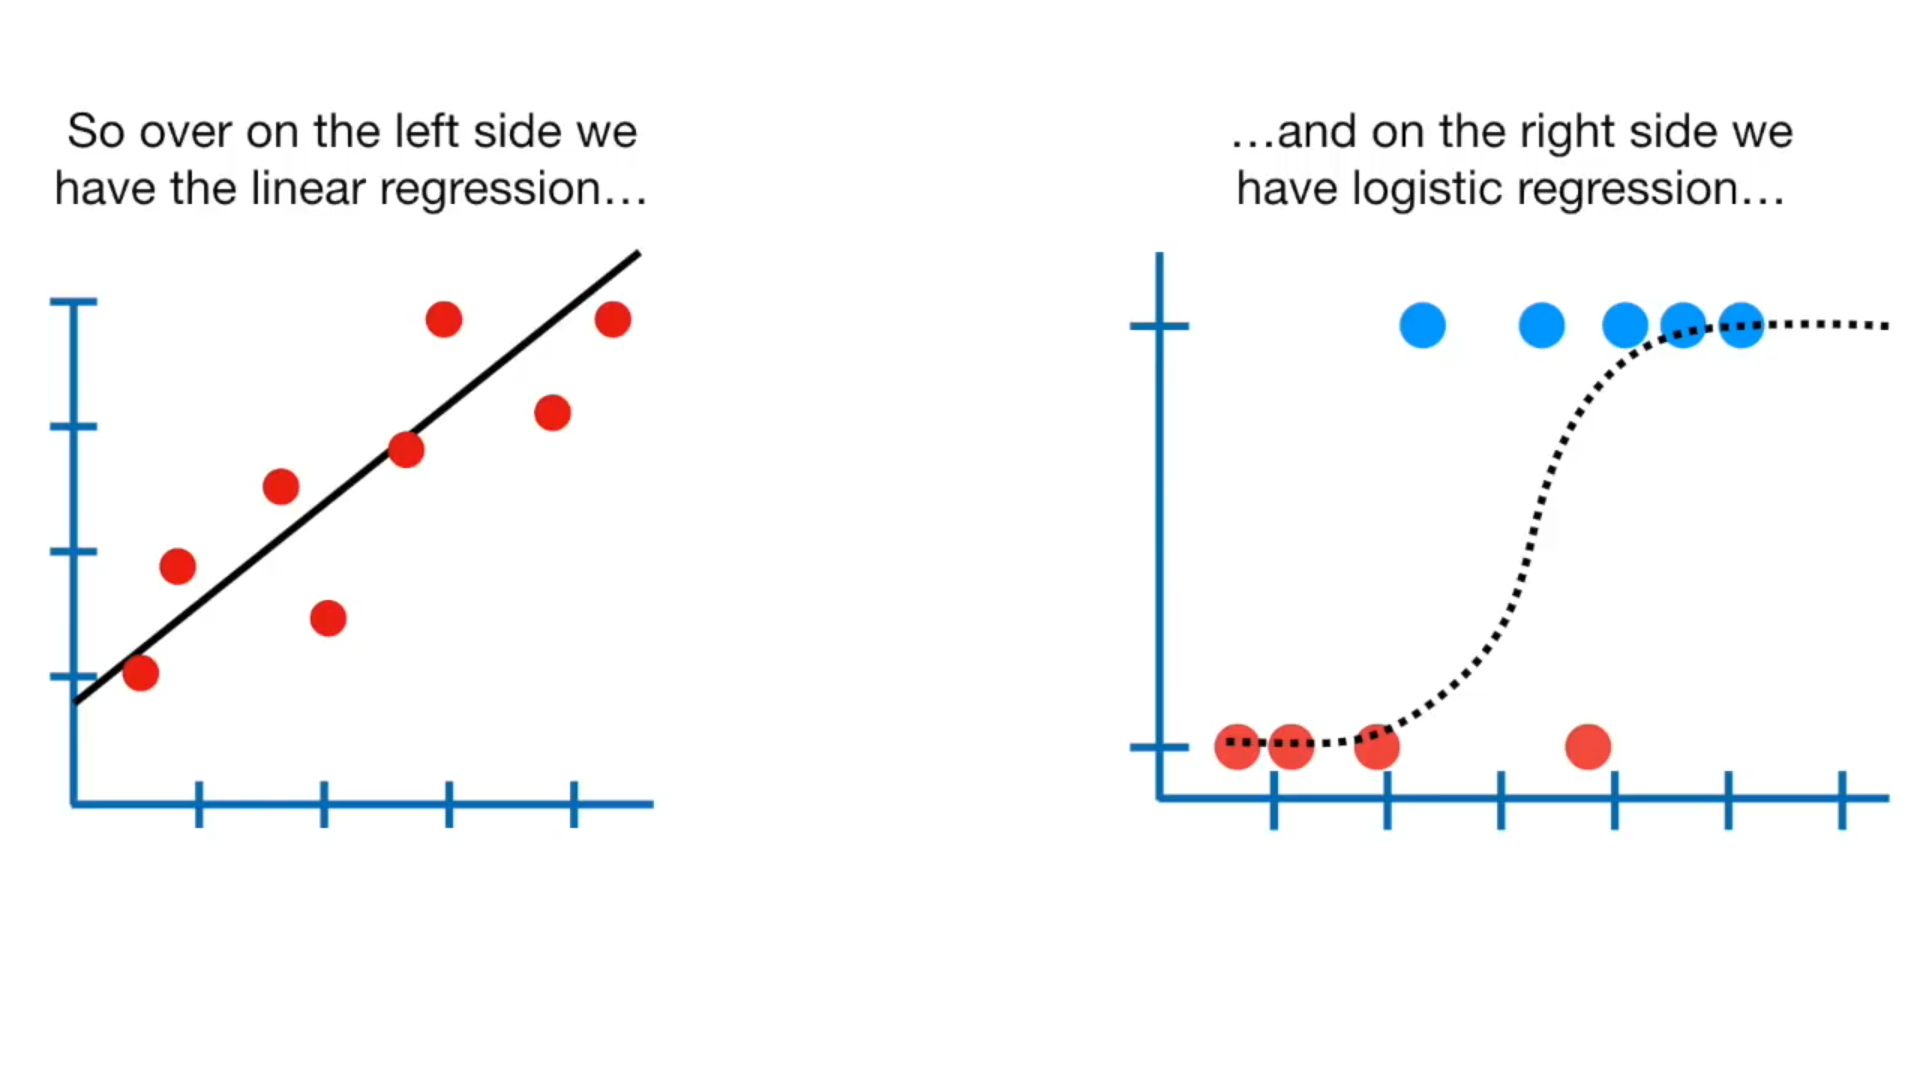 So over on the left side we
have the linear regression…
…and on the right side we
have logistic regression…